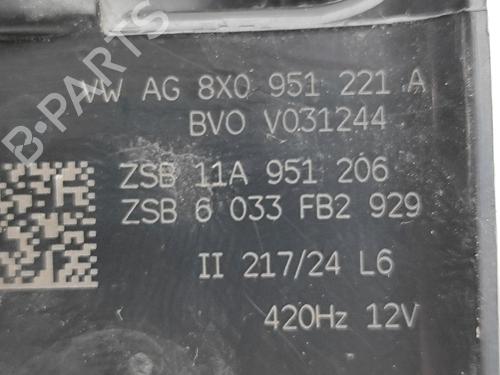 VW AG 8X0 951 221 A
BVO V031244
ZSB 11A 951 206
ZSB 6 033 FB2 929
II 217/24 L6
420Hz 12V
B-PARTS